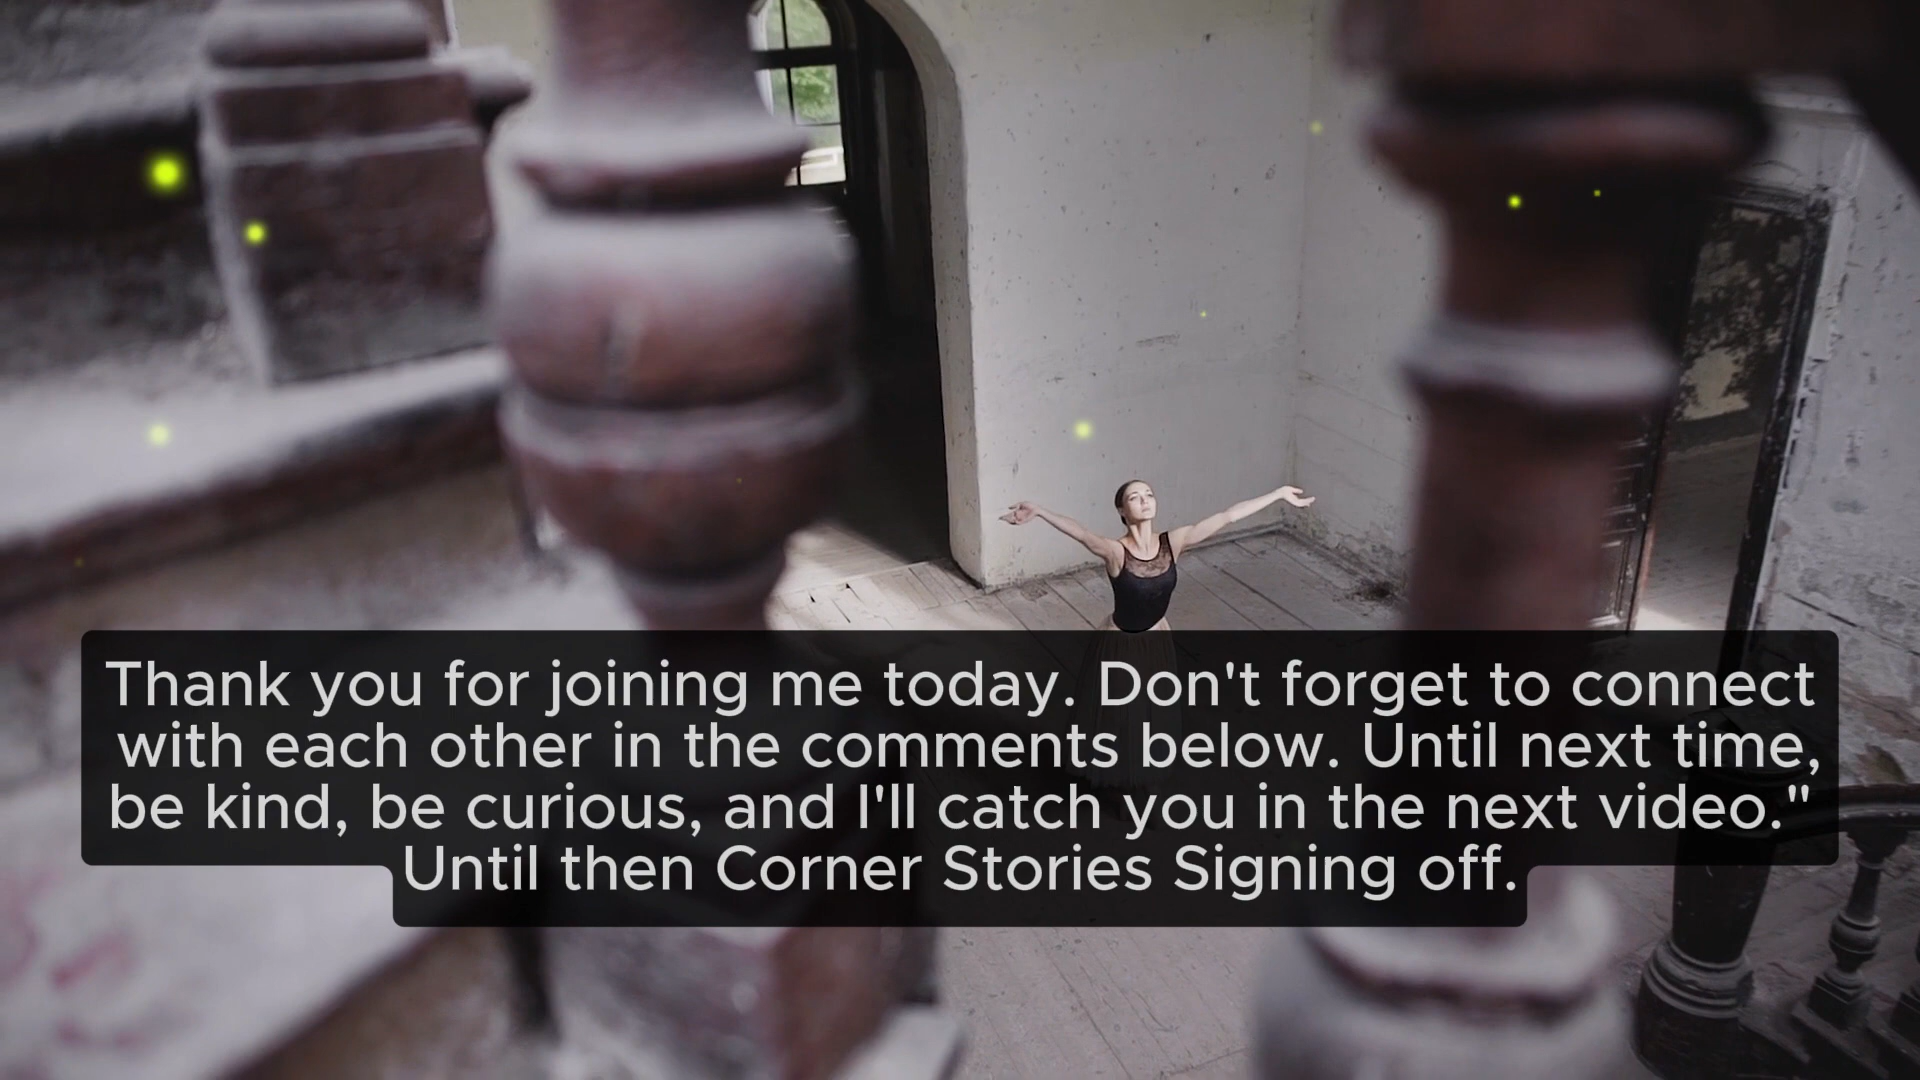 Thank you for joining me today. Don't forget to connect
with each other in the comments below. Until next time,
be kind, be curious, and I'll catch you in the next video."
Until then Corner Stories Signing off.